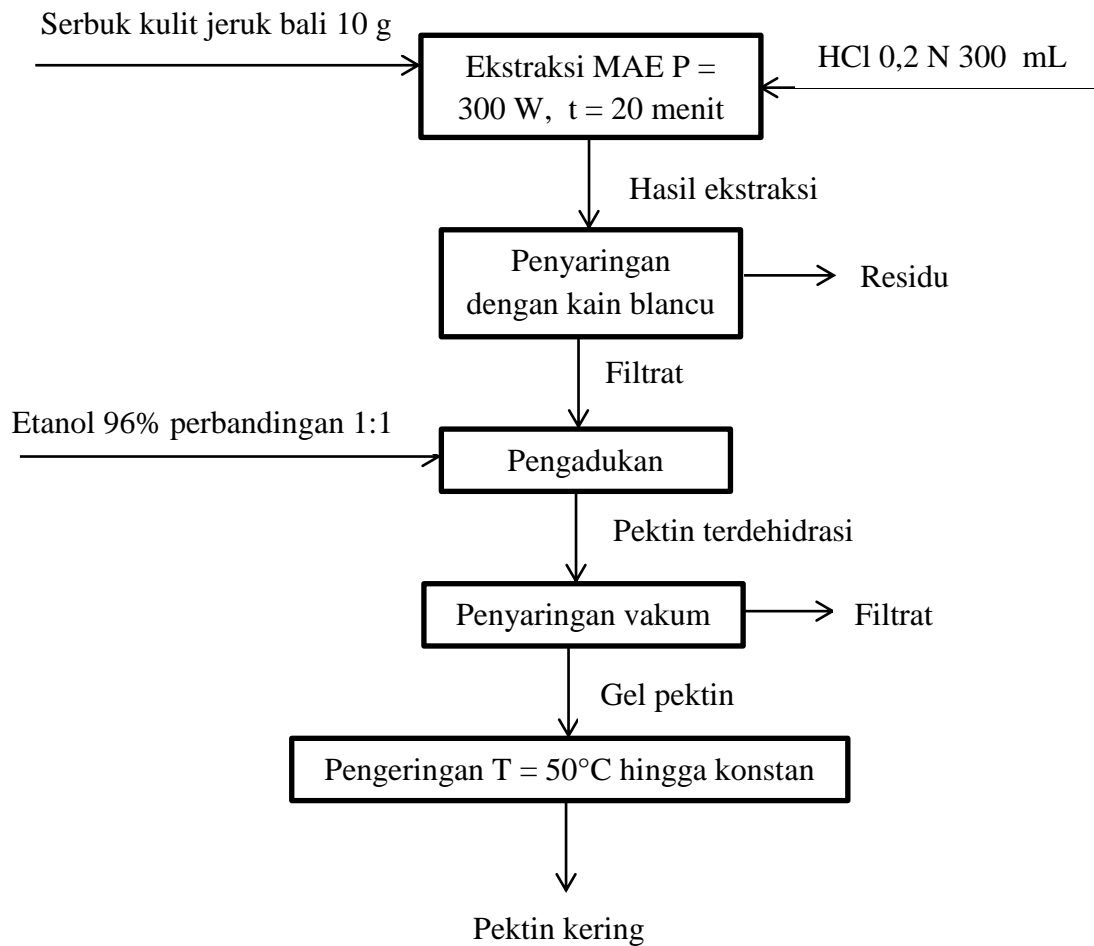 Serbuk kulit jeruk bali 10 g
Ekstraksi MAE P =
300 W, t = 20 menit
HCl 0,2 N 300 mL
Hasil ekstraksi
Penyaringan
dengan kain blancu
Residu
Filtrat
Etanol 96% perbandingan 1:1
Pengadukan
Pektin terdehidrasi
Penyaringan vakum
Filtrat
Gel pektin
Pengeringan T = 50°C hingga konstan
Pektin kering